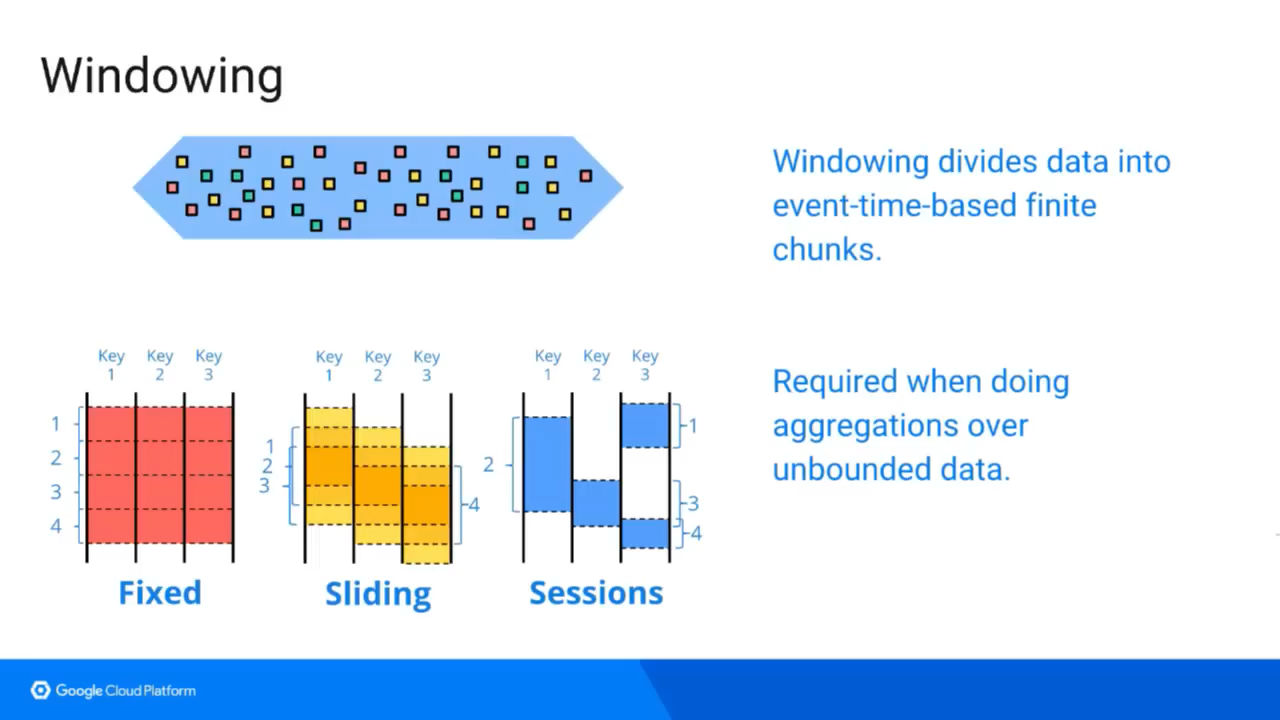 Windowing
Windowing divides data into
event-time-based finite
chunks.
Required when doing
aggregations over
unbounded data.
Key Key Key
1 2 3
1
2
3
4
Fixed
Key Key Key
1 2 3
1
2
3
4
Sliding
Key Key Key
1 2 3
1
2
3
4
Sessions
Google Cloud Platform